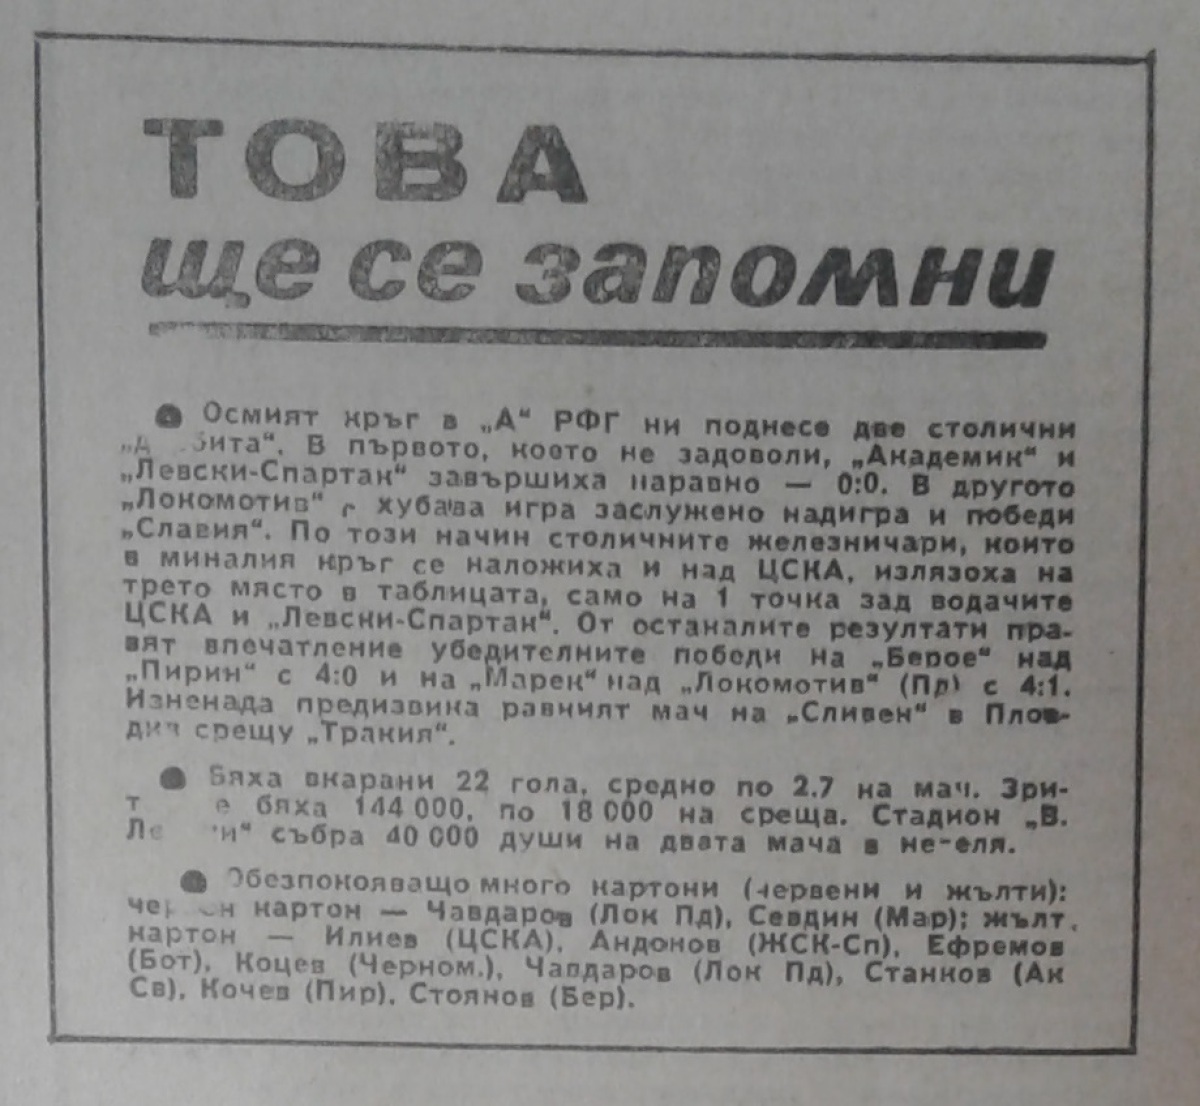 ТОВА
ще се запомни
● Осмият кръг в „А“ РФГ ни поднесе две столични
В първото, което не задоволи, „Академик“ и
„Левски-Спартак“ завършиха наравно — 0:0. В другото
„Локомотив“ с хубава игра заслужено надигра и победи
„Славия“. По този начин столичните железничари, които
в миналия кръг се наложиха и над ЦСКА, излязоха на
трето място в таблицата, само на 1 точка зад водачите
ЦСКА и „Левски-Спартак“. От останалите резултати пра-
вят впечатление убедителните победи на „Берое“ над
„Пирин“ с 4:0 и на „Марек“ над „Локомотив“ (Пд) с 4:1.
Изненада предизвика равният мач на „Сливен“ в Плов-
див срещу „Тракия“.
● Бяха вкарани 22 гола, средно по 2.7 на мач. Зри-
бяха 144 000, по 18 000 на среща. Стадион „В.
събра 40 000 души на двата мача в неделя.
● Обезпокояващо много картони (червени и жълти):
червен картон — Чавдаров (Лок Пд), Севдин (Мар); жълт
картон — Илиев (ЦСКА), Андонов (ЖСК-Сп), Ефремов
(Бот), Коцев (Черном.), Чавдаров (Лок Пд), Станков (Ак
Св), Кочев (Пир), Стоянов (Бер).